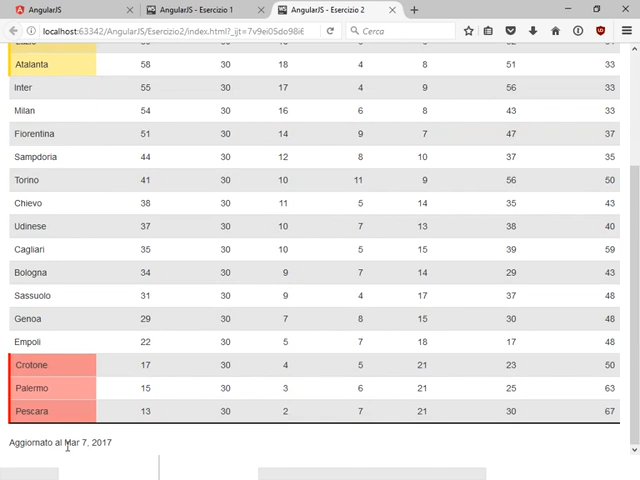 AngularJS
AngularJS - Esercizio 1
AngularJS - Esercizio 2
localhost:63342/AngularJS/Esercizio2/index.html?_ijt=7v9ei05do98i6
Cerca
Atalanta 58 30 18 4 8 51 33
Inter 55 30 17 4 9 56 33
Milan 54 30 16 6 8 43 33
Fiorentina 51 30 14 9 7 47 37
Sampdoria 44 30 12 8 10 37 35
Torino 41 30 10 11 9 56 50
Chievo 38 30 11 5 14 35 43
Udinese 37 30 10 7 13 38 40
Cagliari 35 30 10 5 15 39 59
Bologna 34 30 9 7 14 29 43
Sassuolo 31 30 9 4 17 37 48
Genoa 29 30 7 8 15 30 48
Empoli 22 30 5 7 18 17 48
Crotone 17 30 4 5 21 23 50
Palermo 15 30 3 6 21 25 63
Pescara 13 30 2 7 21 30 67
Aggiornato al Mar 7, 2017